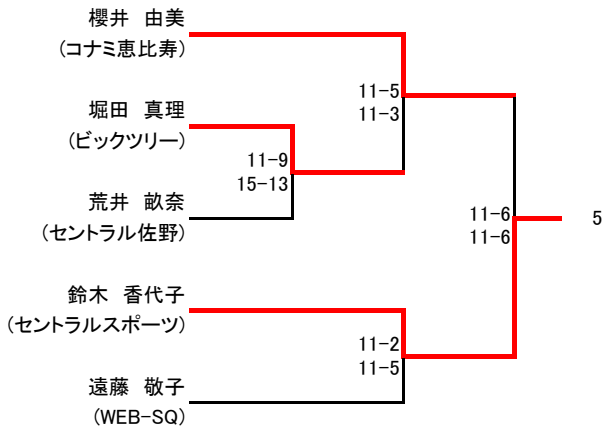 櫻井 由美
(コナミ恵比寿)
11-5
11-3
堀田 真理
(ビックツリー)
11-9
15-13
荒井 畝奈
(セントラル佐野)
11-6
11-6
5
鈴木 香代子
(セントラルスポーツ)
11-2
11-5
遠藤 敬子
(WEB-SQ)